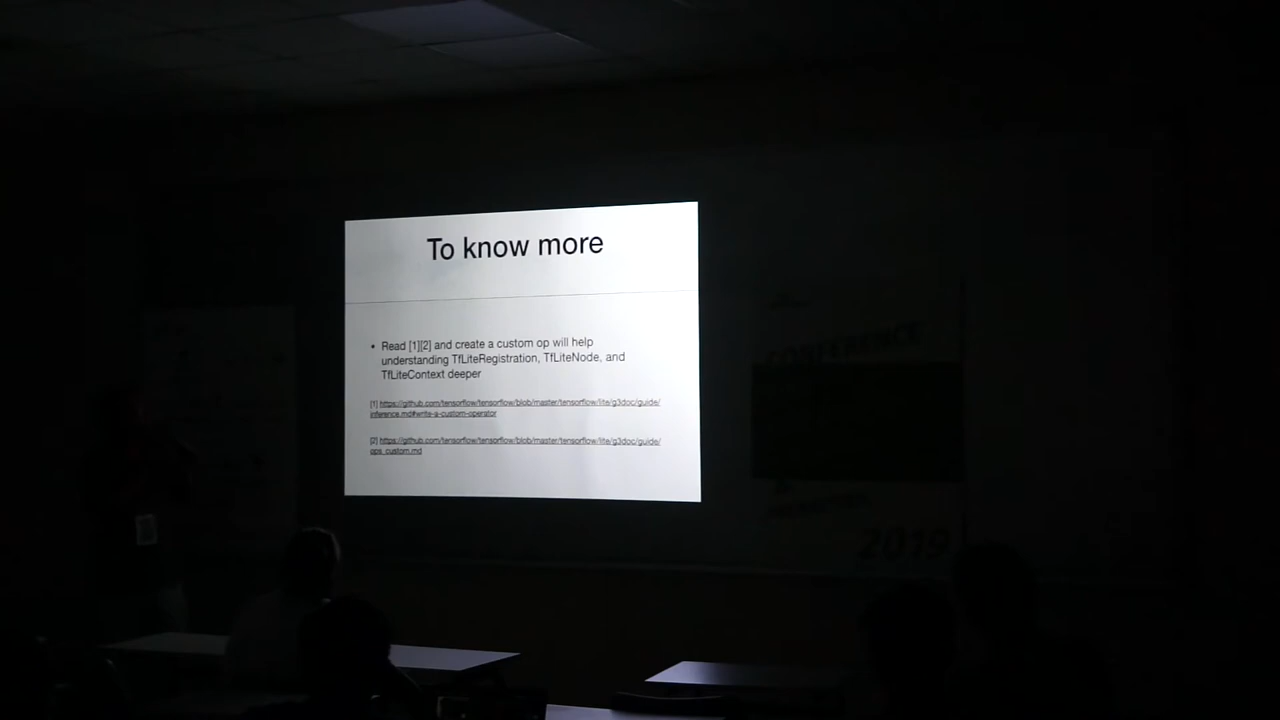 To know more
• Read [1][2] and create a custom op will help
understanding TfLiteRegistration, TfLiteNode, and
TfLiteContext deeper
[1] https://github.com/tensorflow/tensorflow/blob/master/tensorflow/lite/g3doc/guide/
inference.md#write-a-custom-operator
[2] https://github.com/tensorflow/tensorflow/blob/master/tensorflow/lite/g3doc/guide/
ops_custom.md
CONFERENCE
2019